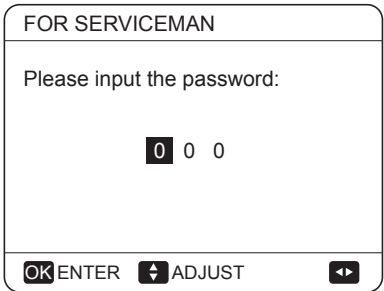 FOR SERVICEMAN
Please input the password:
0 0 0
OK ENTER ADJUST